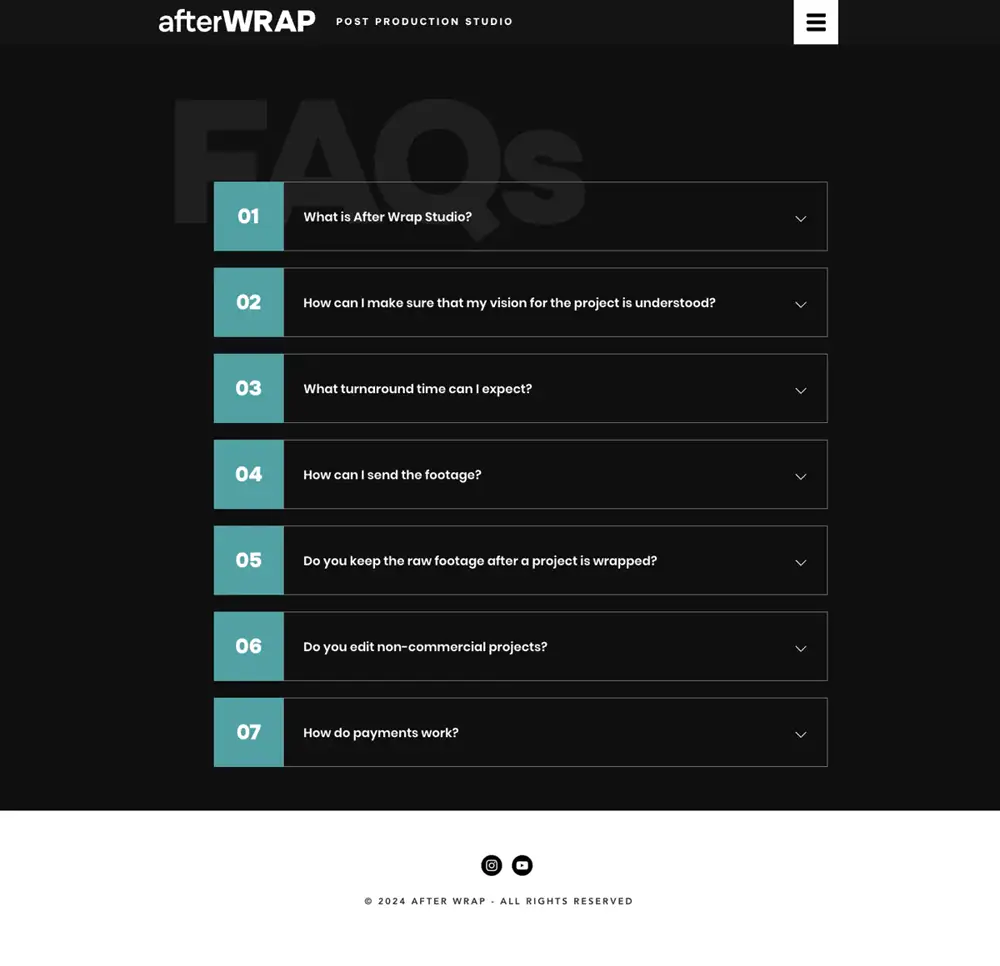 afterWRAP POST PRODUCTION STUDIO
FAQs
01 What is After Wrap Studio?
02 How can I make sure that my vision for the project is understood?
03 What turnaround time can I expect?
04 How can I send the footage?
05 Do you keep the raw footage after a project is wrapped?
06 Do you edit non-commercial projects?
07 How do payments work?
© 2024 AFTER WRAP - ALL RIGHTS RESERVED